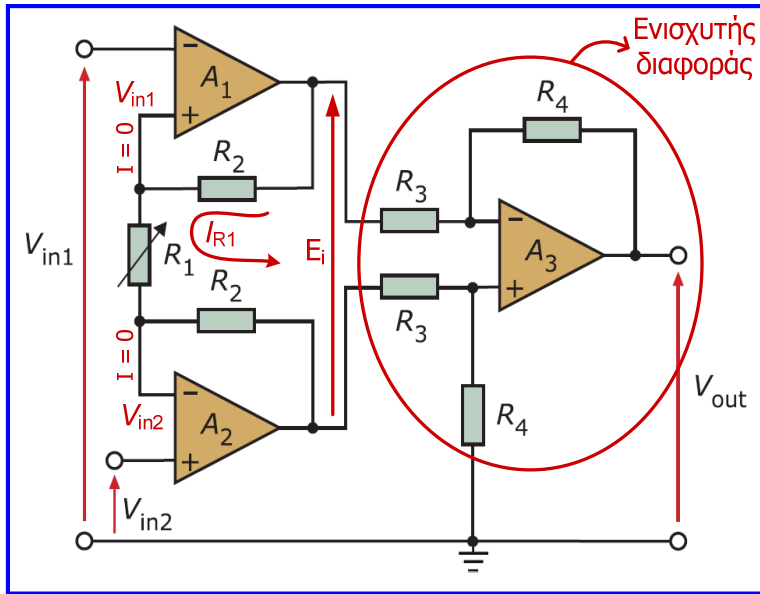 Ενισχυτής
διαφοράς
−
A1
+
Vin1
I = 0
R2
R4
R3
Vin1
R1
IR1
Ei
−
A3
+
R2
R3
I = 0
Vin2
−
A2
+
R4
Vout
Vin2